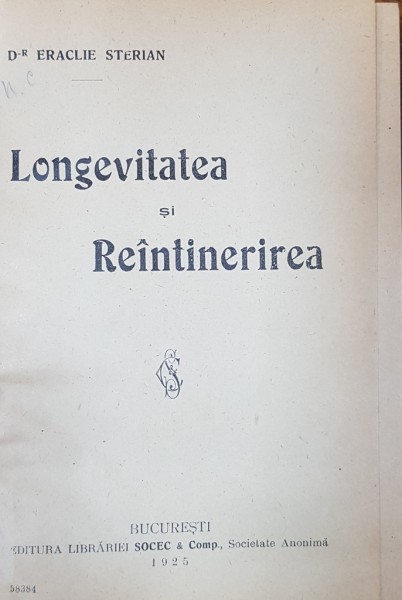 D-R ERACLIE STERIAN
N. C
Longevitatea
și
Reîntinerirea
BUCUREȘTI
EDITURA LIBRĂRIEI SOCEC & Comp., Societate Anonimă
1925
58384